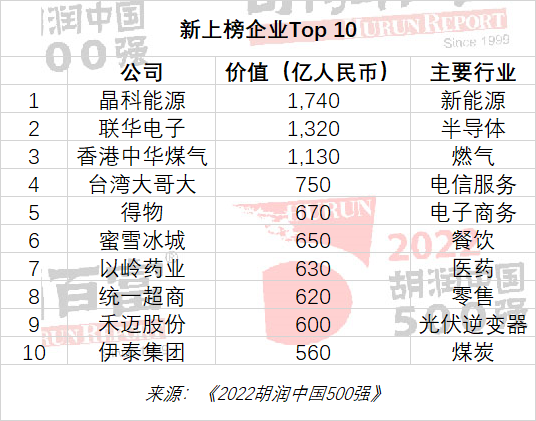 新上榜企业Top 10
公司 价值（亿人民币） 主要行业
1 晶科能源 1,740 新能源
2 联华电子 1,320 半导体
3 香港中华煤气 1,130 燃气
4 台湾大哥大 750 电信服务
5 得物 670 电子商务
6 蜜雪冰城 650 餐饮
7 以岭药业 630 医药
8 统一超商 620 零售
9 禾迈股份 600 光伏逆变器
10 伊泰集团 560 煤炭
来源：《2022胡润中国500强》
胡润中国
500强
HURUN REPORT
Since 1999
HURUN
2022
胡润中国
500强
百富
HURUN REPORT